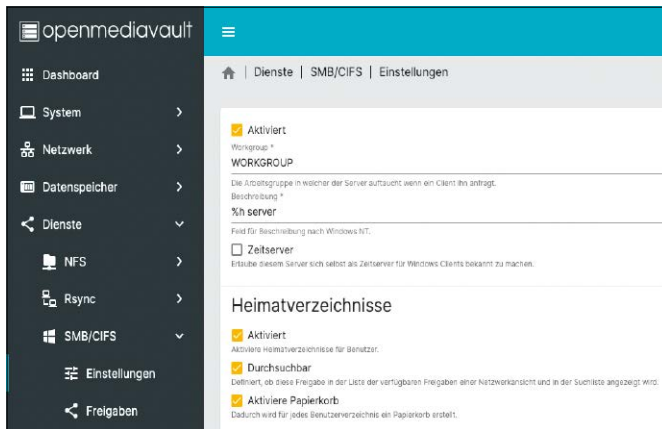 openmediavault
Dashboard
System
Netzwerk
Datenspeicher
Dienste
NFS
Rsync
SMB/CIFS
Einstellungen
Freigaben
| Dienste | SMB/CIFS | Einstellungen
Aktiviert
Workgroup *
WORKGROUP
Die Arbeitsgruppe in welcher der Server auftaucht wenn ein Client ihn anfragt.
Beschreibung *
%h server
Feld für Beschreibung nach Windows NT.
Zeitserver
Erlaube diesem Server sich selbst als Zeitserver für Windows Clients bekannt zu machen.
Heimatverzeichnisse
Aktiviert
Aktiviere Heimatverzeichnisse für Benutzer.
Durchsuchbar
Definiert, ob diese Freigabe in der Liste der verfügbaren Freigaben einer Netzwerkansicht und in der Suchliste angezeigt wird.
Aktiviere Papierkorb
Dadurch wird für jedes Benutzerverzeichnis ein Papierkorb erstellt.